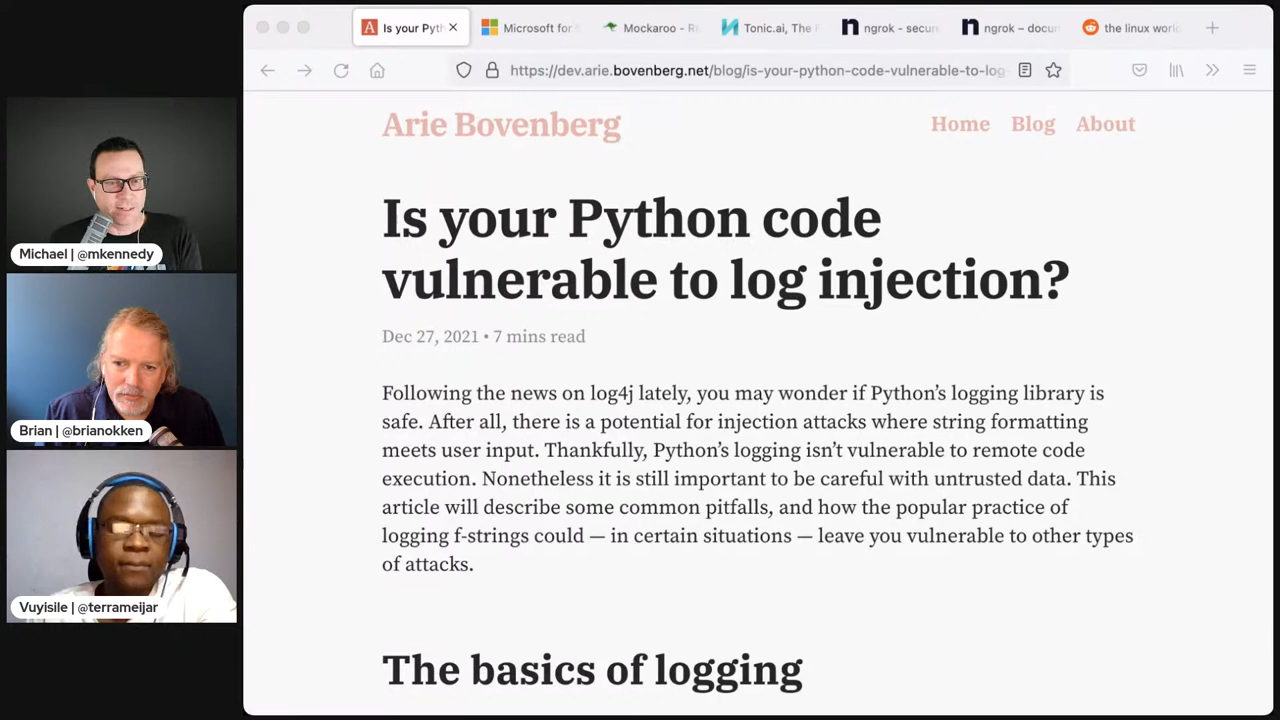 Is your Pyth
Microsoft for S
Mockaroo - R
Tonic.ai, The F
ngrok - secur
ngrok – docun
the linux worl
https://dev.arie.bovenberg.net/blog/is-your-python-code-vulnerable-to-log-
Arie Bovenberg
Home
Blog
About
Is your Python code
vulnerable to log injection?
Dec 27, 2021 • 7 mins read
Following the news on log4j lately, you may wonder if Python’s logging library is
safe. After all, there is a potential for injection attacks where string formatting
meets user input. Thankfully, Python’s logging isn’t vulnerable to remote code
execution. Nonetheless it is still important to be careful with untrusted data. This
article will describe some common pitfalls, and how the popular practice of
logging f-strings could — in certain situations — leave you vulnerable to other types
of attacks.
The basics of logging
Michael | @mkennedy
Brian | @brianokken
Vuyisile | @terrameijar